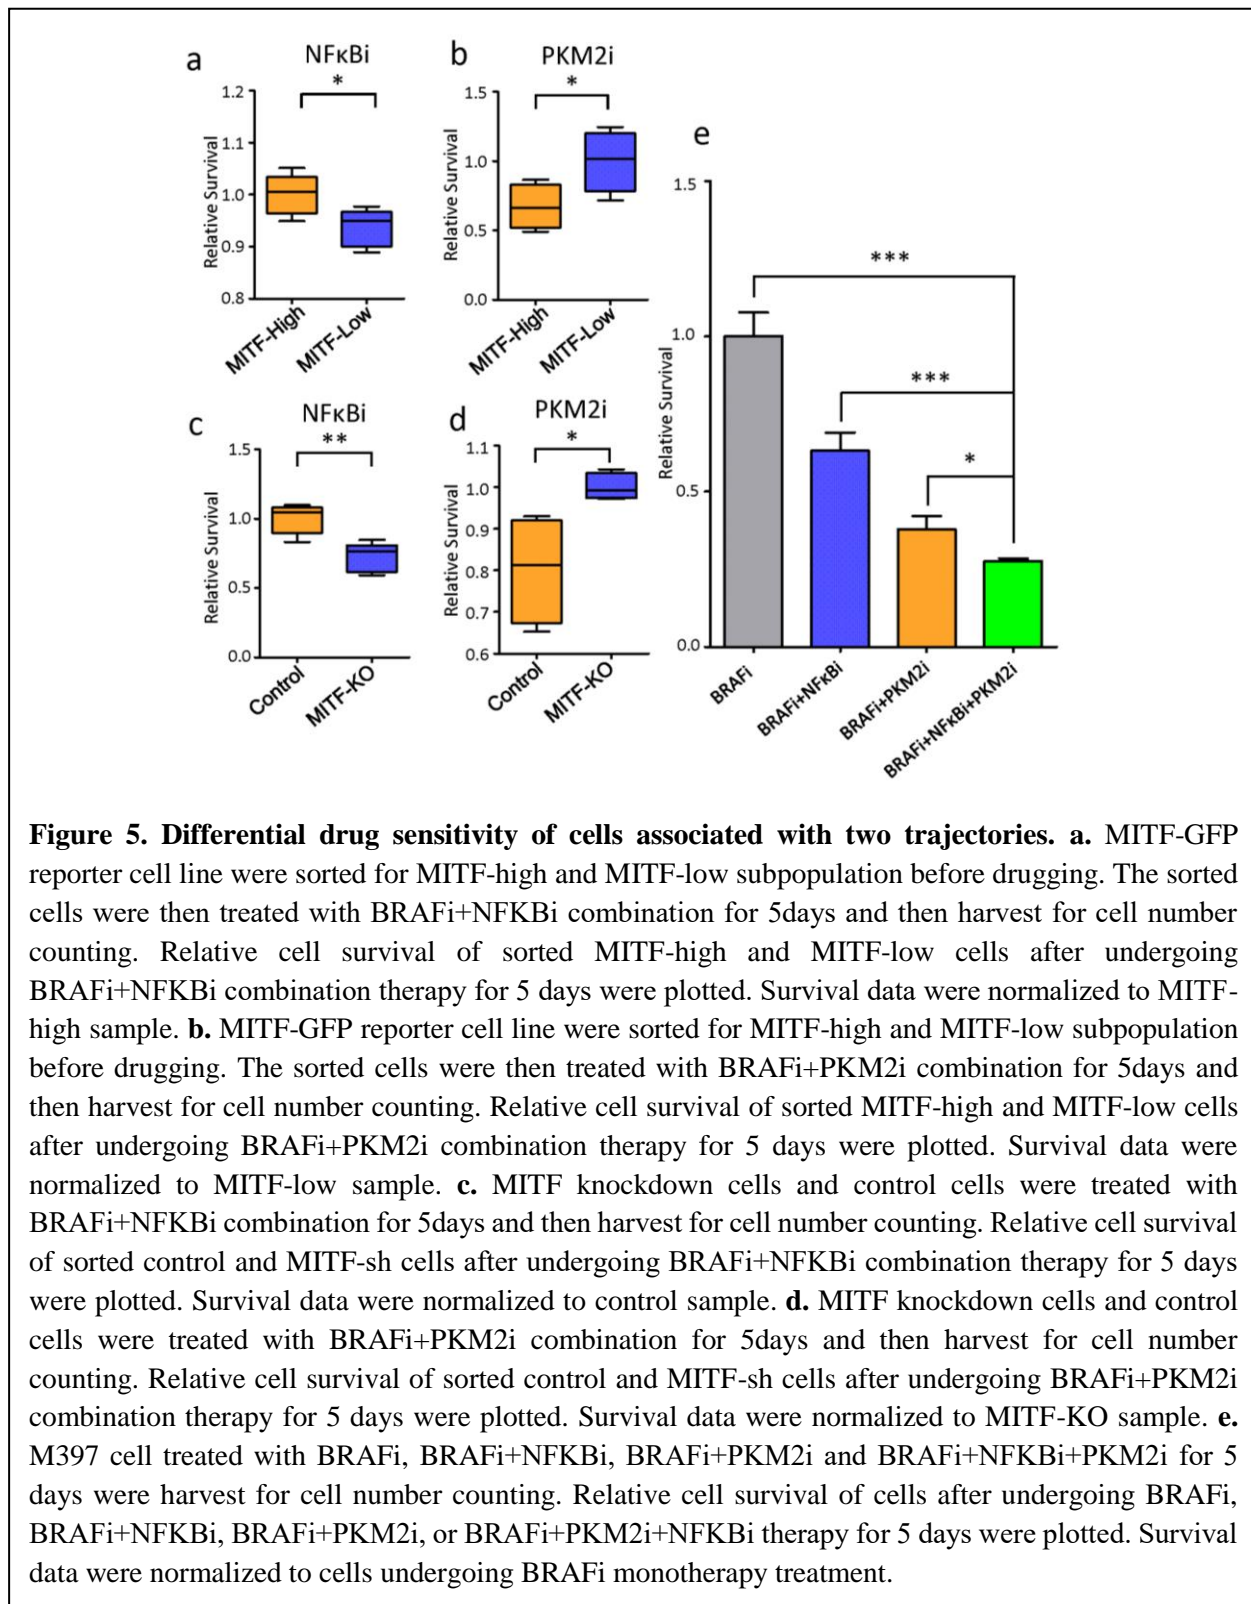 a
NFκBi
*
1.2
1.1
1.0
0.9
0.8
Relative Survival
MITF-High
MITF-Low
b
PKM2i
*
1.5
1.0
0.5
0.0
Relative Survival
MITF-High
MITF-Low
c
NFκBi
**
1.5
1.0
0.5
0.0
Relative Survival
Control
MITF-KO
d
PKM2i
*
1.1
1.0
0.9
0.8
0.7
0.6
Relative Survival
Control
MITF-KO
e
1.5
1.0
0.5
0.0
Relative Survival
***
***
*
BRAFi
BRAFi+NFκBi
BRAFi+PKM2i
BRAFi+NFκBi+PKM2i
Figure 5. Differential drug sensitivity of cells associated with two trajectories. a. MITF-GFP
reporter cell line were sorted for MITF-high and MITF-low subpopulation before drugging. The sorted
cells were then treated with BRAFi+NFKBi combination for 5days and then harvest for cell number
counting. Relative cell survival of sorted MITF-high and MITF-low cells after undergoing
BRAFi+NFKBi combination therapy for 5 days were plotted. Survival data were normalized to MITF-
high sample. b. MITF-GFP reporter cell line were sorted for MITF-high and MITF-low subpopulation
before drugging. The sorted cells were then treated with BRAFi+PKM2i combination for 5days and
then harvest for cell number counting. Relative cell survival of sorted MITF-high and MITF-low cells
after undergoing BRAFi+PKM2i combination therapy for 5 days were plotted. Survival data were
normalized to MITF-low sample. c. MITF knockdown cells and control cells were treated with
BRAFi+NFKBi combination for 5days and then harvest for cell number counting. Relative cell survival
of sorted control and MITF-sh cells after undergoing BRAFi+NFKBi combination therapy for 5 days
were plotted. Survival data were normalized to control sample. d. MITF knockdown cells and control
cells were treated with BRAFi+PKM2i combination for 5days and then harvest for cell number
counting. Relative cell survival of sorted control and MITF-sh cells after undergoing BRAFi+PKM2i
combination therapy for 5 days were plotted. Survival data were normalized to MITF-KO sample. e.
M397 cell treated with BRAFi, BRAFi+NFKBi, BRAFi+PKM2i and BRAFi+NFKBi+PKM2i for 5
days were harvest for cell number counting. Relative cell survival of cells after undergoing BRAFi,
BRAFi+NFKBi, BRAFi+PKM2i, or BRAFi+PKM2i+NFKBi therapy for 5 days were plotted. Survival
data were normalized to cells undergoing BRAFi monotherapy treatment.